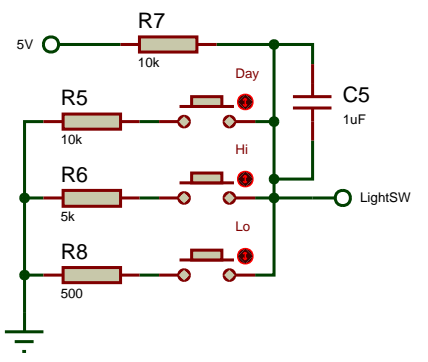 R7
5V
10k
Day
R5
10k
C5
1uF
Hi
R6
5k
LightSW
Lo
R8
500